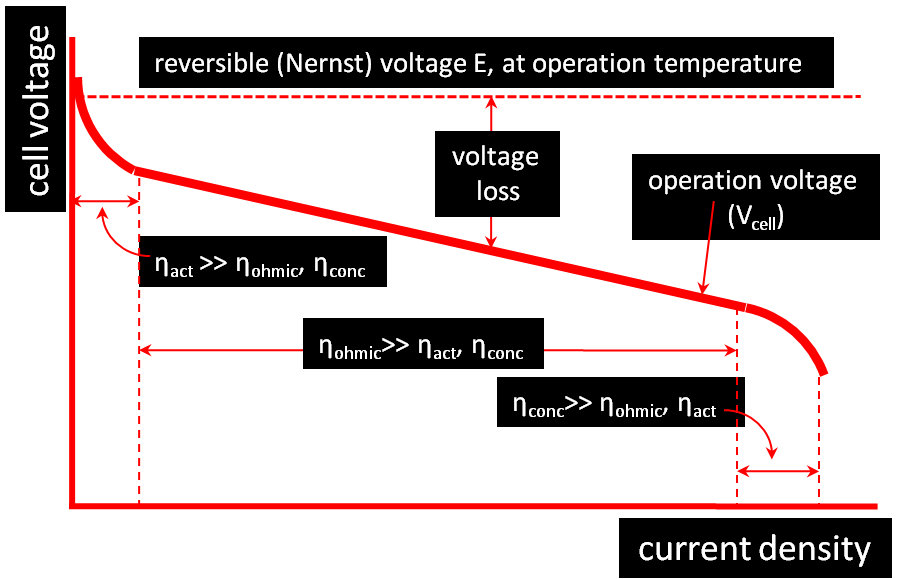 cell voltage
reversible (Nernst) voltage E, at operation temperature
voltage
loss
operation voltage
(Vcell)
ηact >> ηohmic, ηconc
ηohmic>> ηact, ηconc
ηconc>> ηohmic, ηact
current density